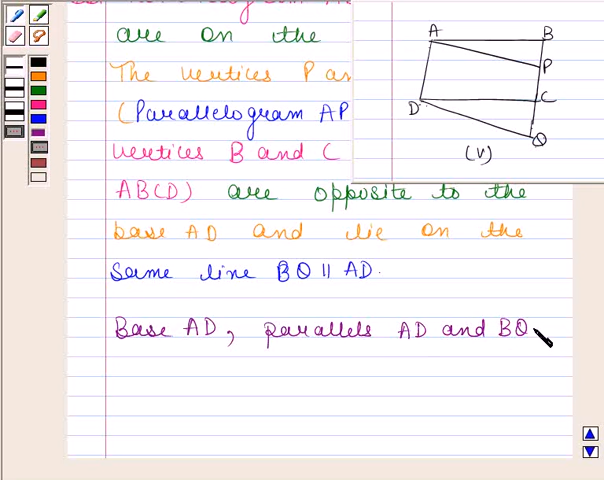 are on the
The vertices P an
(Parallelogram AP
vertices B and C
ABCD) are opposite to the
base AD and lie on the
same line BQ || AD.
Base AD, parallels AD and BQ
A B
P
D C
Q
(V)